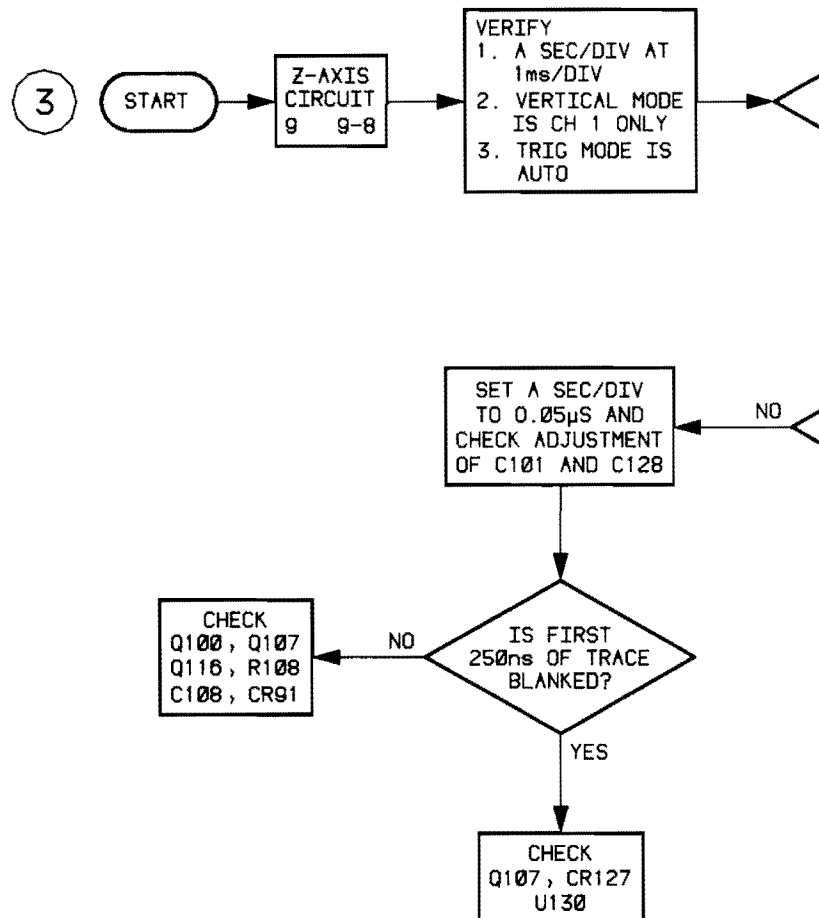 3
START
Z-AXIS
CIRCUIT
9 9-8
VERIFY
1. A SEC/DIV AT
1ms/DIV
2. VERTICAL MODE
IS CH 1 ONLY
3. TRIG MODE IS
AUTO
SET A SEC/DIV
TO 0.05µS AND
CHECK ADJUSTMENT
OF C101 AND C128
NO
CHECK
Q100, Q107
Q116, R108
C108, CR91
NO
IS FIRST
250ns OF TRACE
BLANKED?
YES
CHECK
Q107, CR127
U130